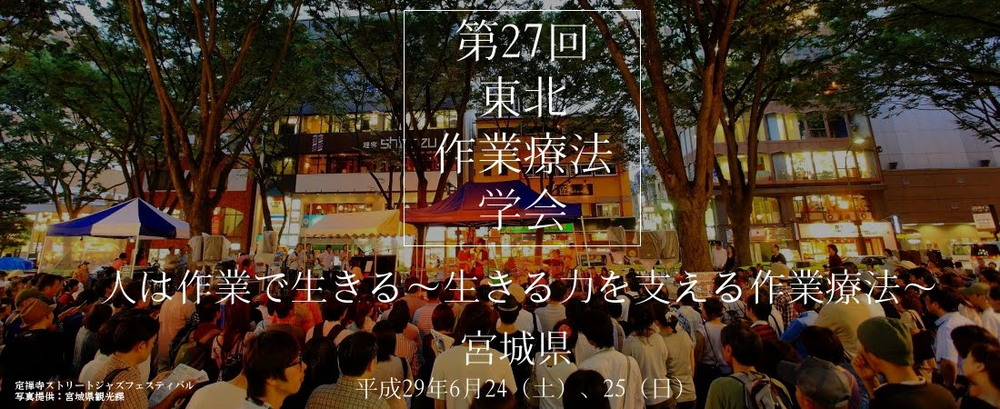 第27回
東北
作業療法
学会
人は作業で生きる～生きる力を支える作業療法～
宮城県
平成29年6月24（土）、25（日）
定禅寺ストリートジャズフェスティバル
写真提供：宮城県観光課